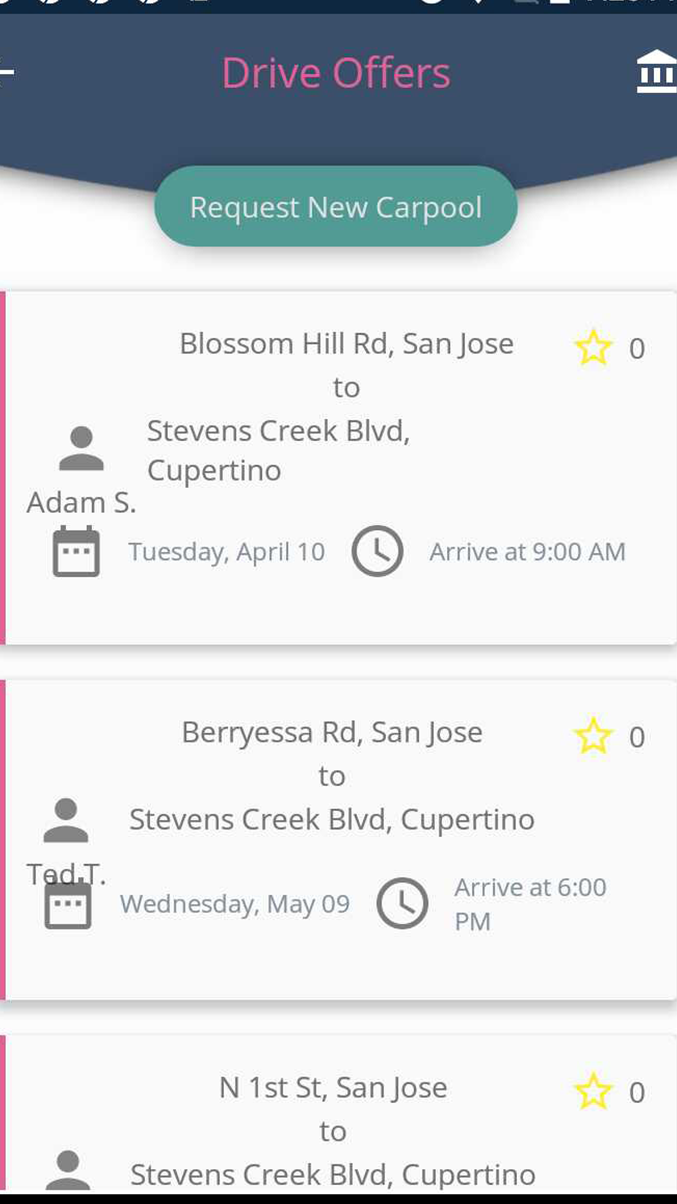 Drive Offers
Request New Carpool
Blossom Hill Rd, San Jose
0
to
Stevens Creek Blvd,
Cupertino
Adam S.
Tuesday, April 10
Arrive at 9:00 AM
Berryessa Rd, San Jose
0
to
Stevens Creek Blvd, Cupertino
Ted T.
Wednesday, May 09
Arrive at 6:00
PM
N 1st St, San Jose
0
to
Stevens Creek Blvd, Cupertino